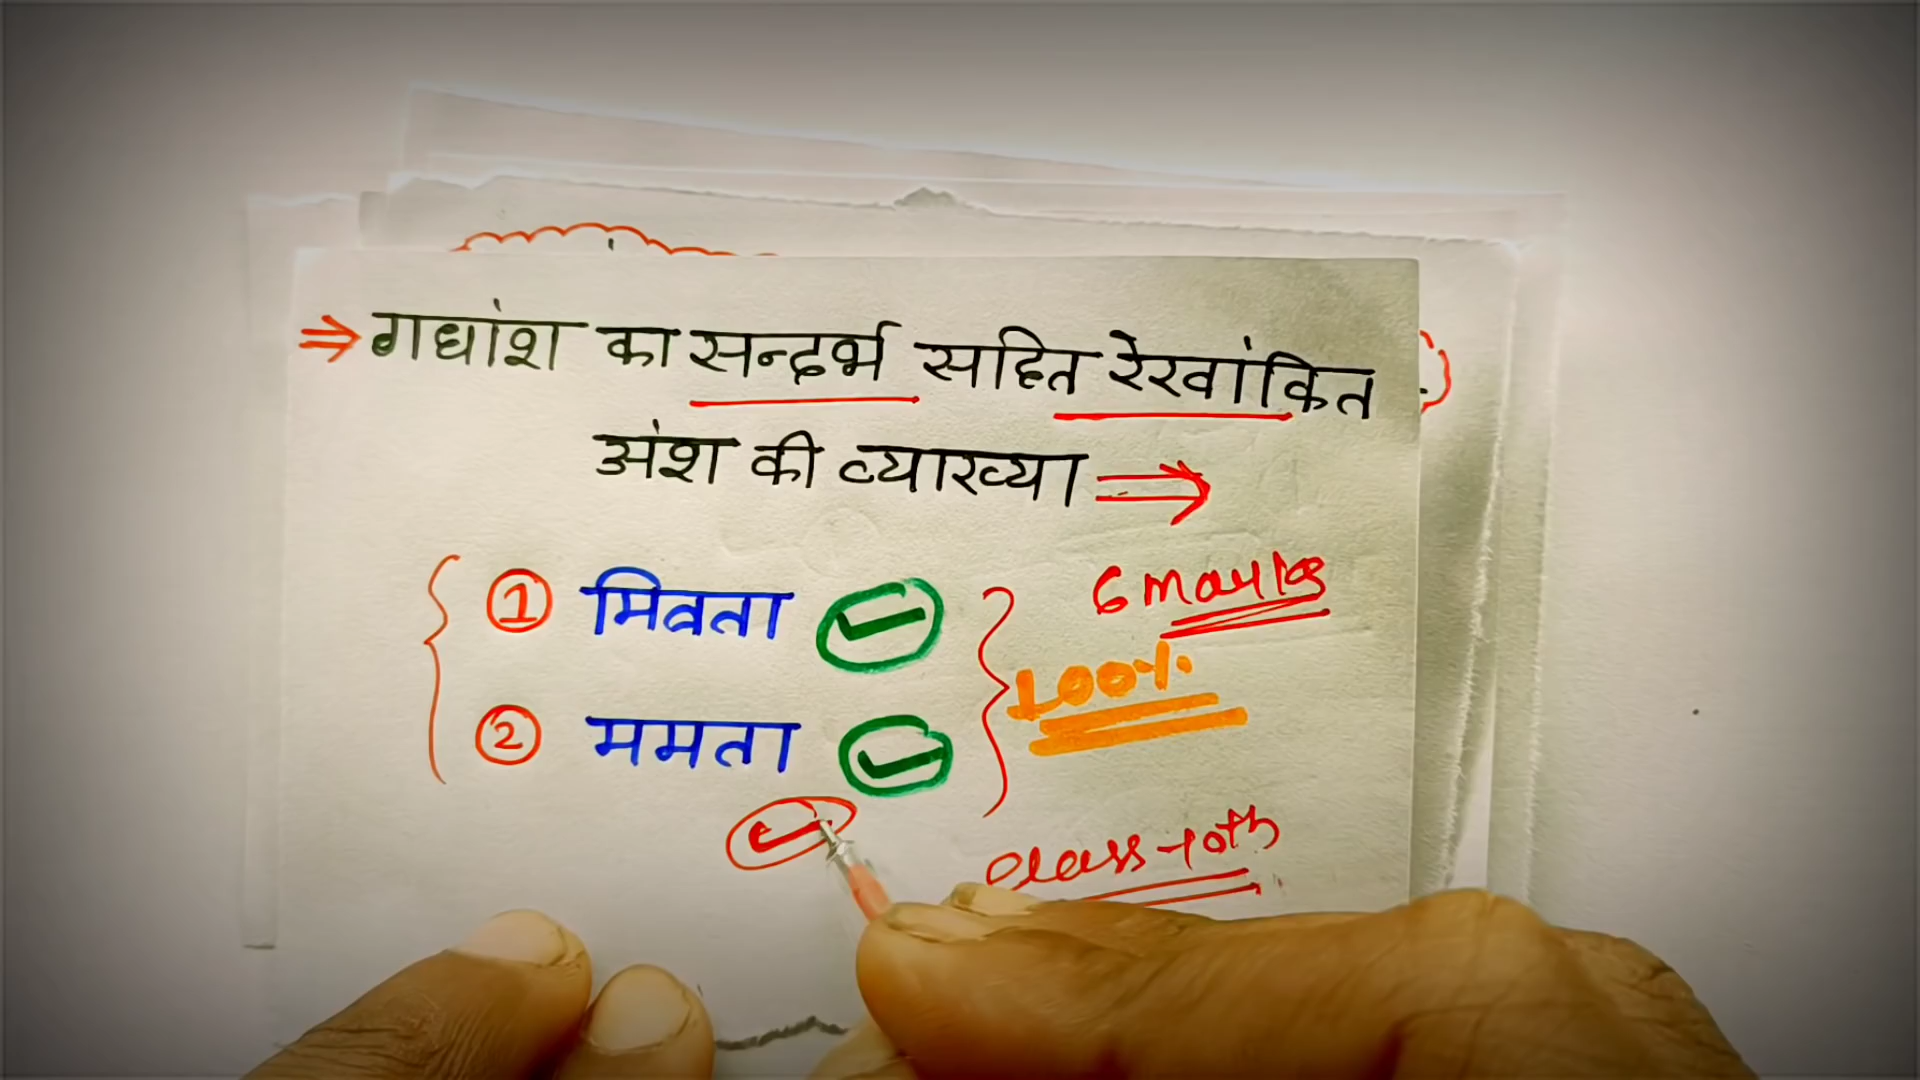 ⇒ गद्यांश का सन्दर्भ सहित रेखांकित
अंश की व्याख्या ⇒
① मित्रता
6 marks
100%
② ममता
class-10th